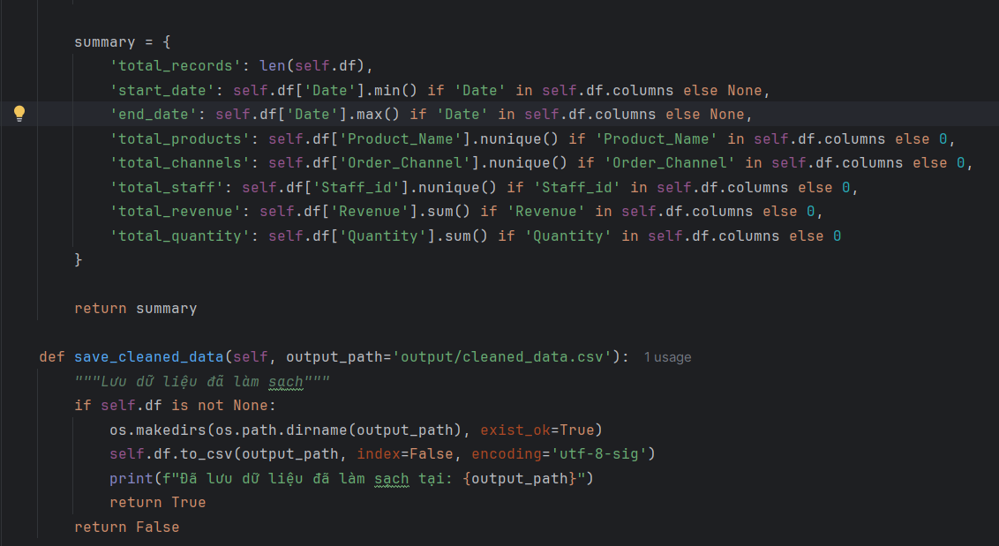 summary = {
'total_records': len(self.df),
'start_date': self.df['Date'].min() if 'Date' in self.df.columns else None,
'end_date': self.df['Date'].max() if 'Date' in self.df.columns else None,
'total_products': self.df['Product_Name'].nunique() if 'Product_Name' in self.df.columns else 0,
'total_channels': self.df['Order_Channel'].nunique() if 'Order_Channel' in self.df.columns else 0,
'total_staff': self.df['Staff_id'].nunique() if 'Staff_id' in self.df.columns else 0,
'total_revenue': self.df['Revenue'].sum() if 'Revenue' in self.df.columns else 0,
'total_quantity': self.df['Quantity'].sum() if 'Quantity' in self.df.columns else 0
}
return summary
def save_cleaned_data(self, output_path='output/cleaned_data.csv'): 1 usage
"""Lưu dữ liệu đã làm sạch"""
if self.df is not None:
os.makedirs(os.path.dirname(output_path), exist_ok=True)
self.df.to_csv(output_path, index=False, encoding='utf-8-sig')
print(f"Đã lưu dữ liệu đã làm sạch tại: {output_path}")
return True
return False